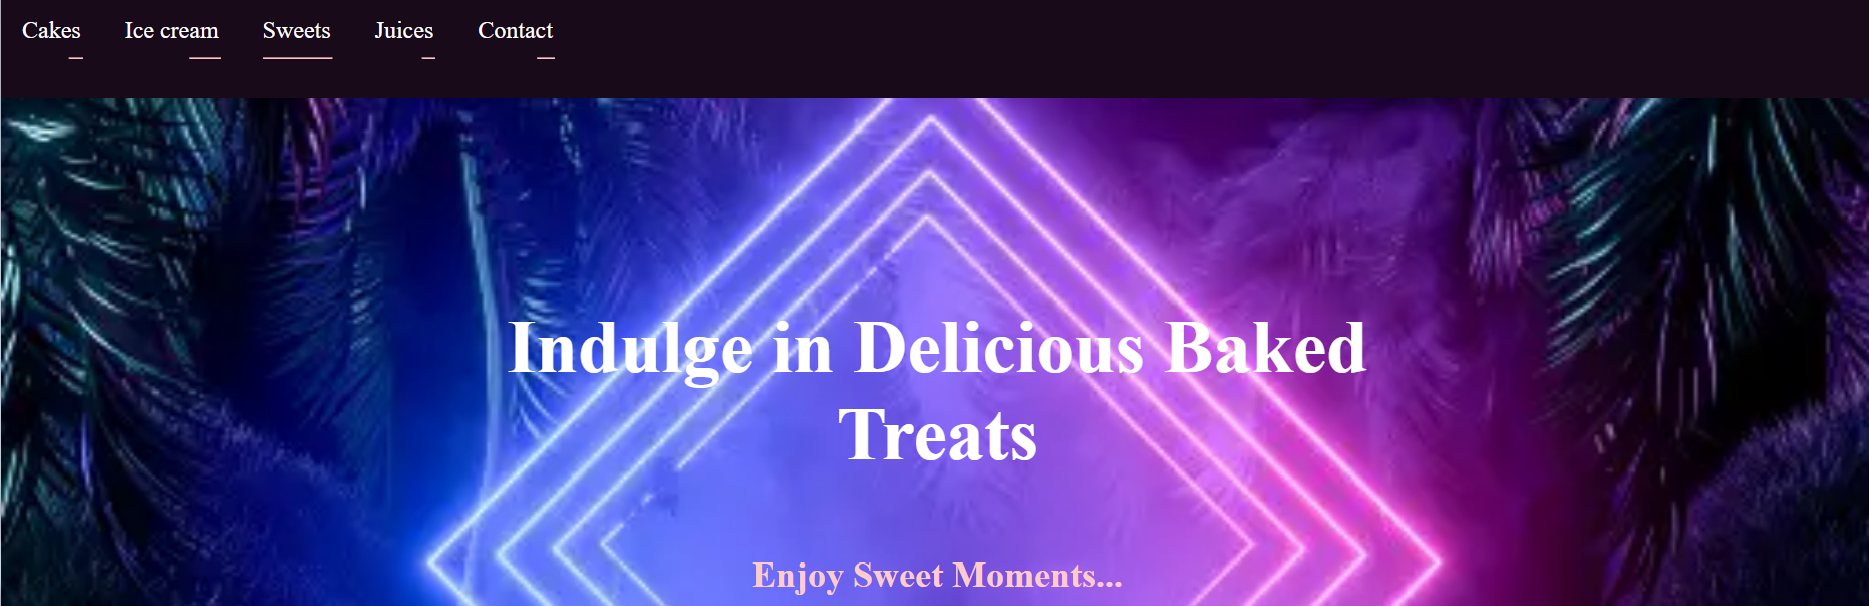 Cakes Ice cream Sweets Juices Contact
Indulge in Delicious Baked
Treats
Enjoy Sweet Moments...